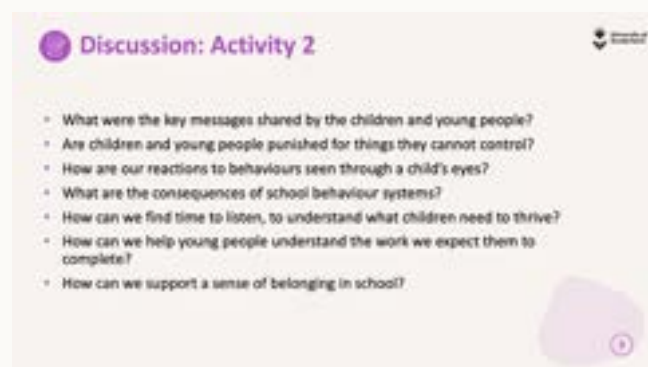 Discussion: Activity 2
University of
Sunderland
• What were the key messages shared by the children and young people?
• Are children and young people punished for things they cannot control?
• How are our reactions to behaviours seen through a child's eyes?
• What are the consequences of school behaviour systems?
• How can we find time to listen, to understand what children need to thrive?
• How can we help young people understand the work we expect them to
complete?
• How can we support a sense of belonging in school?